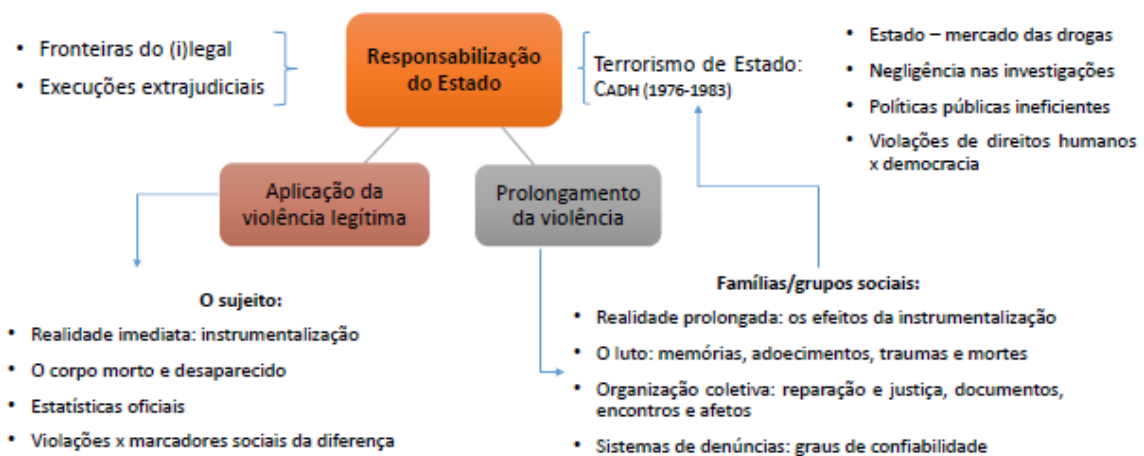 • Fronteiras do (i)legal
• Execuções extrajudiciais
Responsabilização
do Estado
Terrorismo de Estado:
CADH (1976-1983)
• Estado – mercado das drogas
• Negligência nas investigações
• Políticas públicas ineficientes
• Violações de direitos humanos
x democracia
Aplicação da
violência legítima
Prolongamento
da violência
O sujeito:
• Realidade imediata: instrumentalização
• O corpo morto e desaparecido
• Estatísticas oficiais
• Violações x marcadores sociais da diferença
Famílias/grupos sociais:
• Realidade prolongada: os efeitos da instrumentalização
• O luto: memórias, adoecimentos, traumas e mortes
• Organização coletiva: reparação e justiça, documentos,
encontros e afetos
• Sistemas de denúncias: graus de confiabilidade